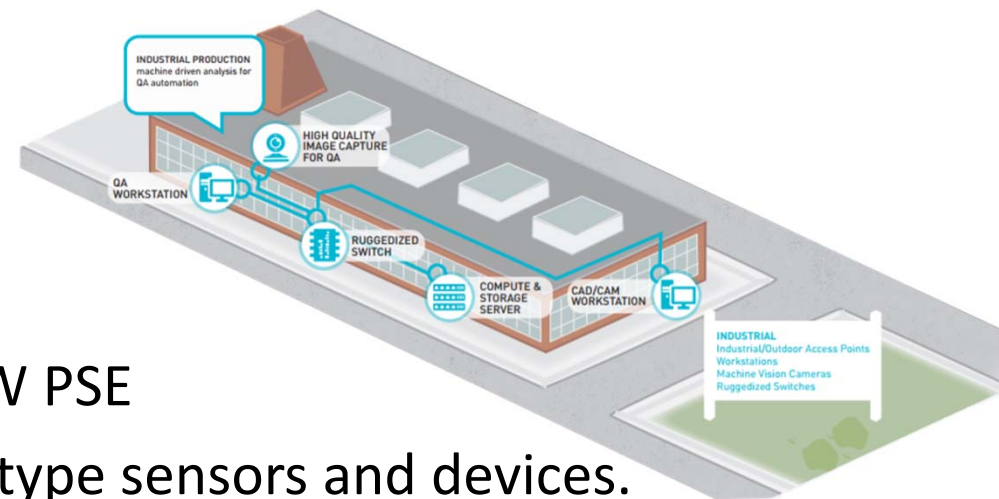 INDUSTRIAL PRODUCTION
machine driven analysis for
QA automation
HIGH QUALITY
IMAGE CAPTURE
FOR QA
QA
WORKSTATION
RUGGEDIZED
SWITCH
COMPUTE &
STORAGE
SERVER
CAD/CAM
WORKSTATION
INDUSTRIAL
Industrial/Outdoor Access Points
Workstations
Machine Vision Cameras
Ruggedized Switches
W PSE
type sensors and devices.